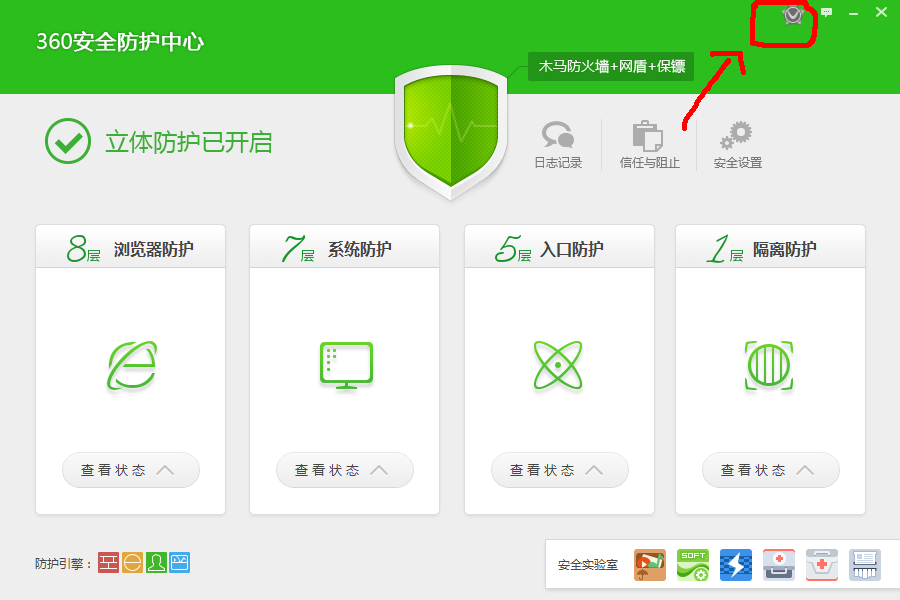 360安全防护中心
木马防火墙+网盾+保镖
立体防护已开启
日志记录
信任与阻止
安全设置
8层 浏览器防护
7层 系统防护
5层 入口防护
1层 隔离防护
查看状态
查看状态
查看状态
查看状态
防护引擎：
安全实验室
SOFT